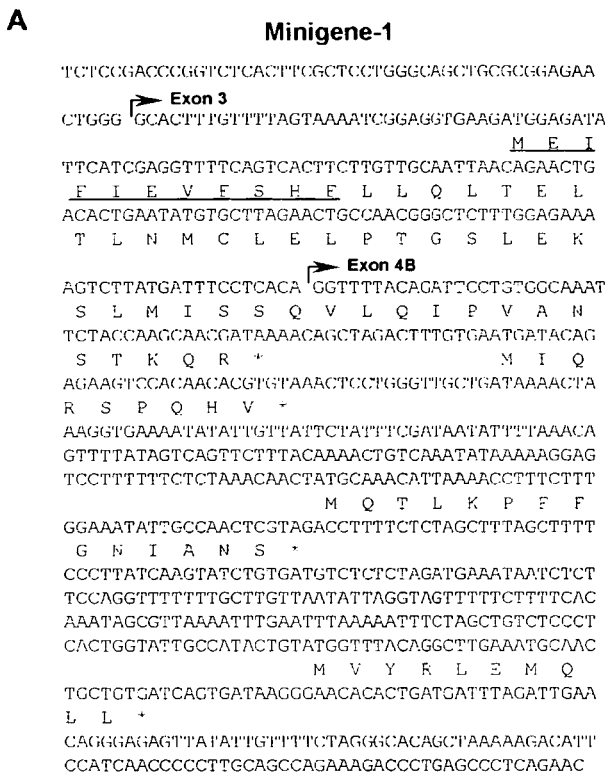 A
Minigene-1
TCTCCGACCCGGTCTCACTTCGCTCCTGGGCAGCTGCGCGGAGAA
Exon 3
CTGGG GCACTTTGTTTTAGTAAAATCGGAGGTGAAGATGGAGATA
M E I
TTCATCGAGGTTTTCAGTCACTTCTTGTTGCAATTAACAGAACTG
F I E V F S H F L L Q L T E L
ACACTGAATATGTGCTTAGAACTGCCAACGGGCTCTTTGGAGAAA
T L N M C L E L P T G S L E K
Exon 4B
AGTCTTATGATTTCCTCACA GGTTTTACAGATTCCTGTGGCAAAT
S L M I S S Q V L Q I P V A N
TCTACCAAGCAACGATAAAACAGCTAGACTTTGTGAATGATACAG
S T K Q R * M I Q
AGAAGTCCACAACACGTGTAAACTCCTGGGTTGCTGATAAAACTA
R S P Q H V *
AAGGTGAAAATATATTGTTATTCTATTTCGATAATATTTTAAACA
GTTTTATAGTCAGTTCTTTACAAAACTGTCAAATATAAAAAGGAG
TCCTTTTTTCTCTAAACAACTATGCAAACATTAAAACCTTTCTTT
M Q T L K P F F
GGAAATATTGCCAACTCGTAGACCTTTTCTCTAGCTTTAGCTTTT
G N I A N S *
CCCTTATCAAGTATCTGTGATGTCTCTCTAGATGAAATAATCTCT
TCCAGGTTTTTTTGCTTGTTAATATTAGGTAGTTTTTCTTTTCAC
AAATAGCGTTAAAATTTGAATTTAAAAATTTCTAGCTGTCTCCCT
CACTGGTATTGCCATACTGTATGGTTTACAGGCTTGAAATGCAAC
M V Y R L E M Q
TGCTGTGATCAGTGATAAGGGAACACACTGATGATTTAGATTGAA
L L *
CAGGGAGAGTTATATTGTTTTCTAGGGCACAGCTAAAAAGACATT
CCATCAACCCCCTTGCAGCCAGAAAGACCCTGAGCCCTCAGAAC